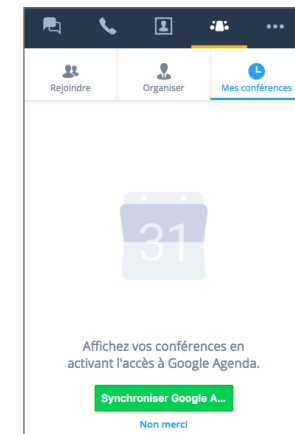 Rejoindre
Organiser
Mes conférences
31
Affichez vos conférences en
activant l'accès à Google Agenda.
Synchroniser Google A...
Non merci